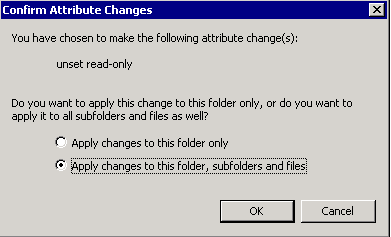 Confirm Attribute Changes
You have chosen to make the following attribute change(s):
unset read-only
Do you want to apply this change to this folder only, or do you want to
apply it to all subfolders and files as well?
Apply changes to this folder only
Apply changes to this folder, subfolders and files
OK Cancel